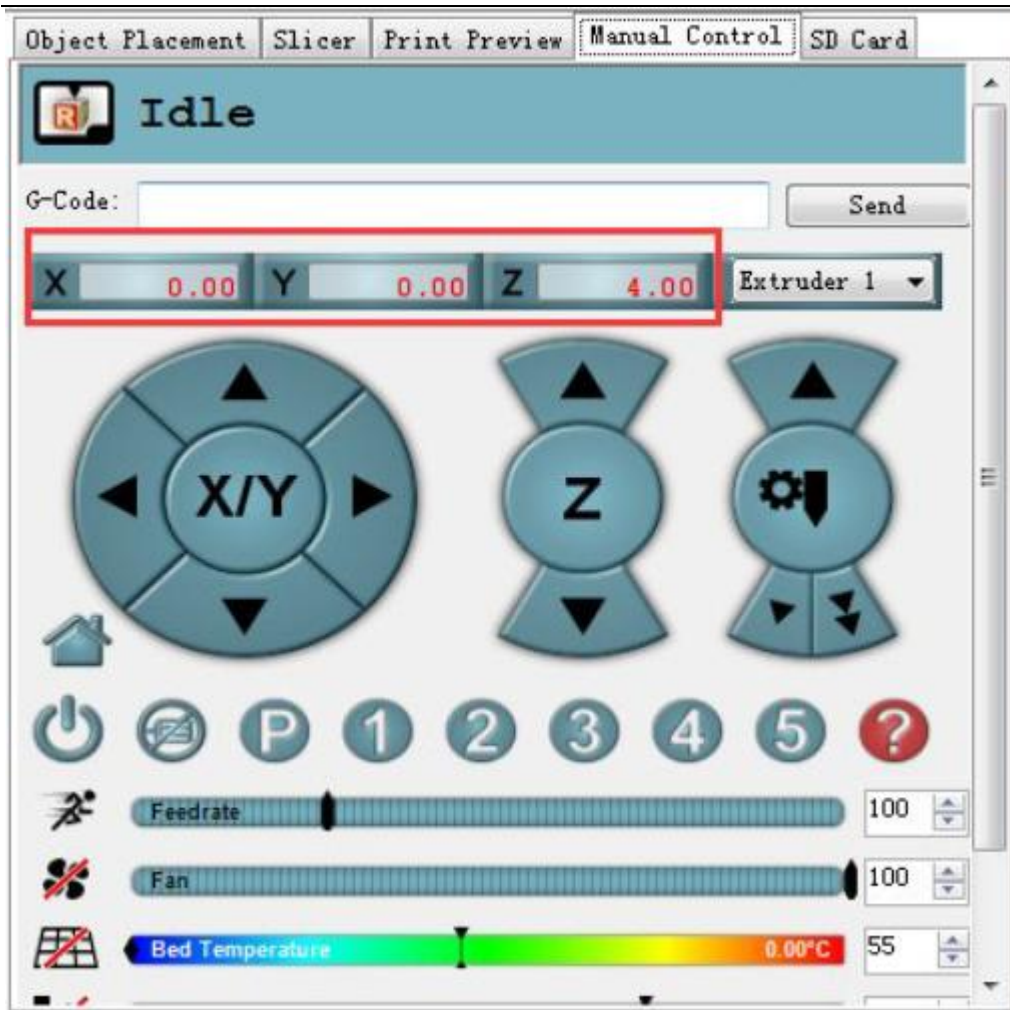 Object Placement Slicer Print Preview Manual Control SD Card
R Idle
G-Code: Send
X 0.00 Y 0.00 Z 4.00 Extruder 1
X/Y Z
P 1 2 3 4 5 ?
Feedrate 100
Fan 100
Bed Temperature 0.00°C 55